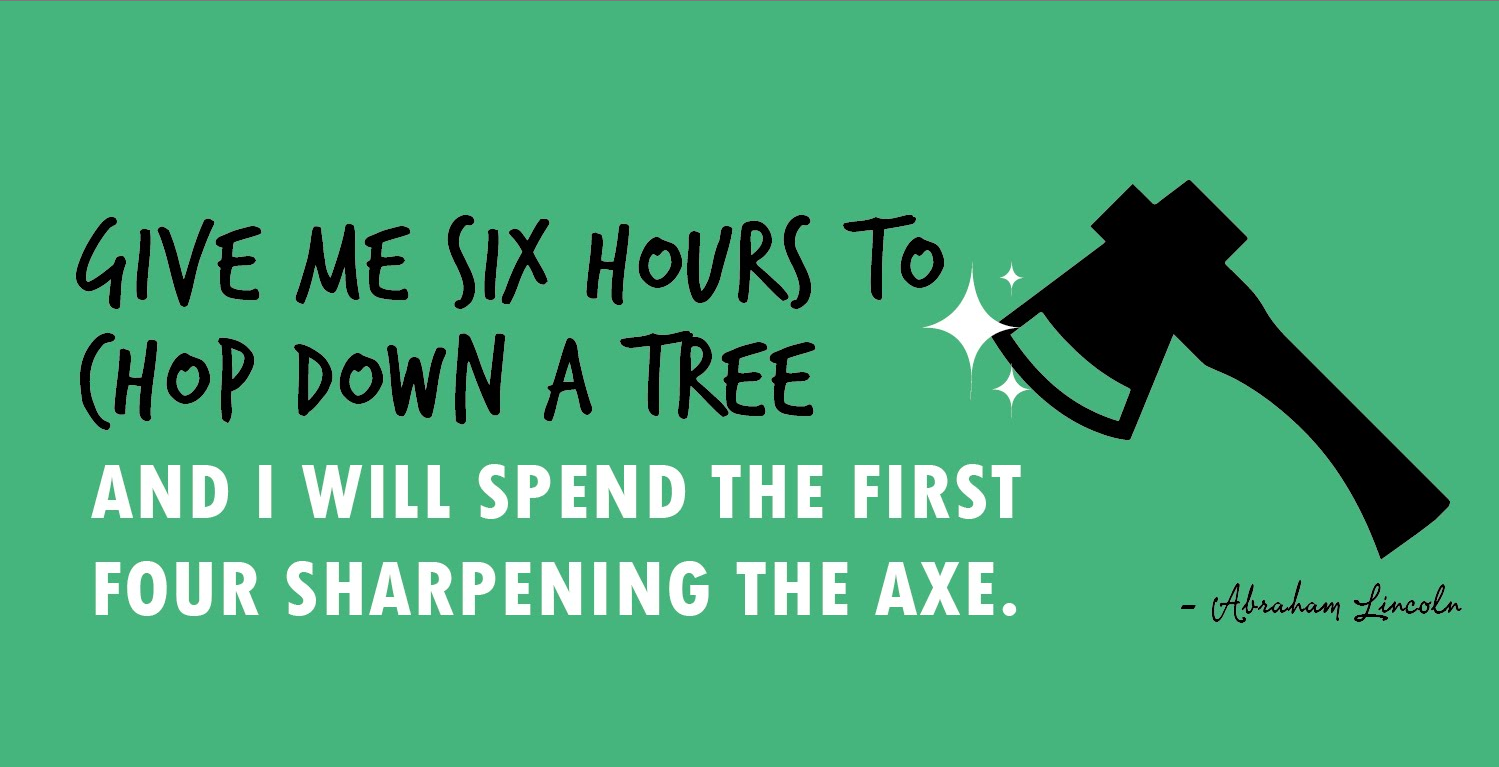 GIVE ME SIX HOURS TO
CHOP DOWN A TREE
AND I WILL SPEND THE FIRST
FOUR SHARPENING THE AXE.
- Abraham Lincoln